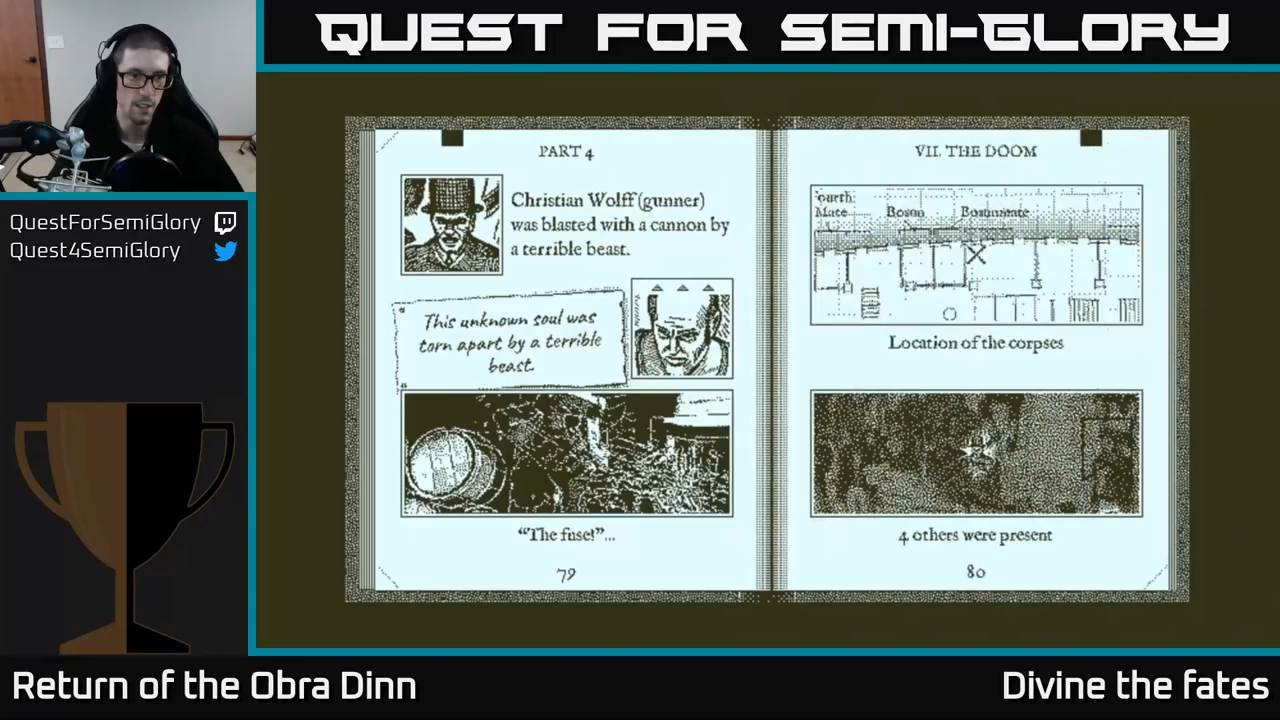 QUEST FOR SEMI-GLORY
QuestForSemiGlory
Quest4SemiGlory
PART 4
Christian Wolff (gunner)
was blasted with a cannon by
a terrible beast.
This unknown soul was
torn apart by a terrible
beast.
“The fuse!”...
79
VII. THE DOOM
Mate Bosun
Location of the corpses
4 others were present
80
Return of the Obra Dinn
Divine the fates